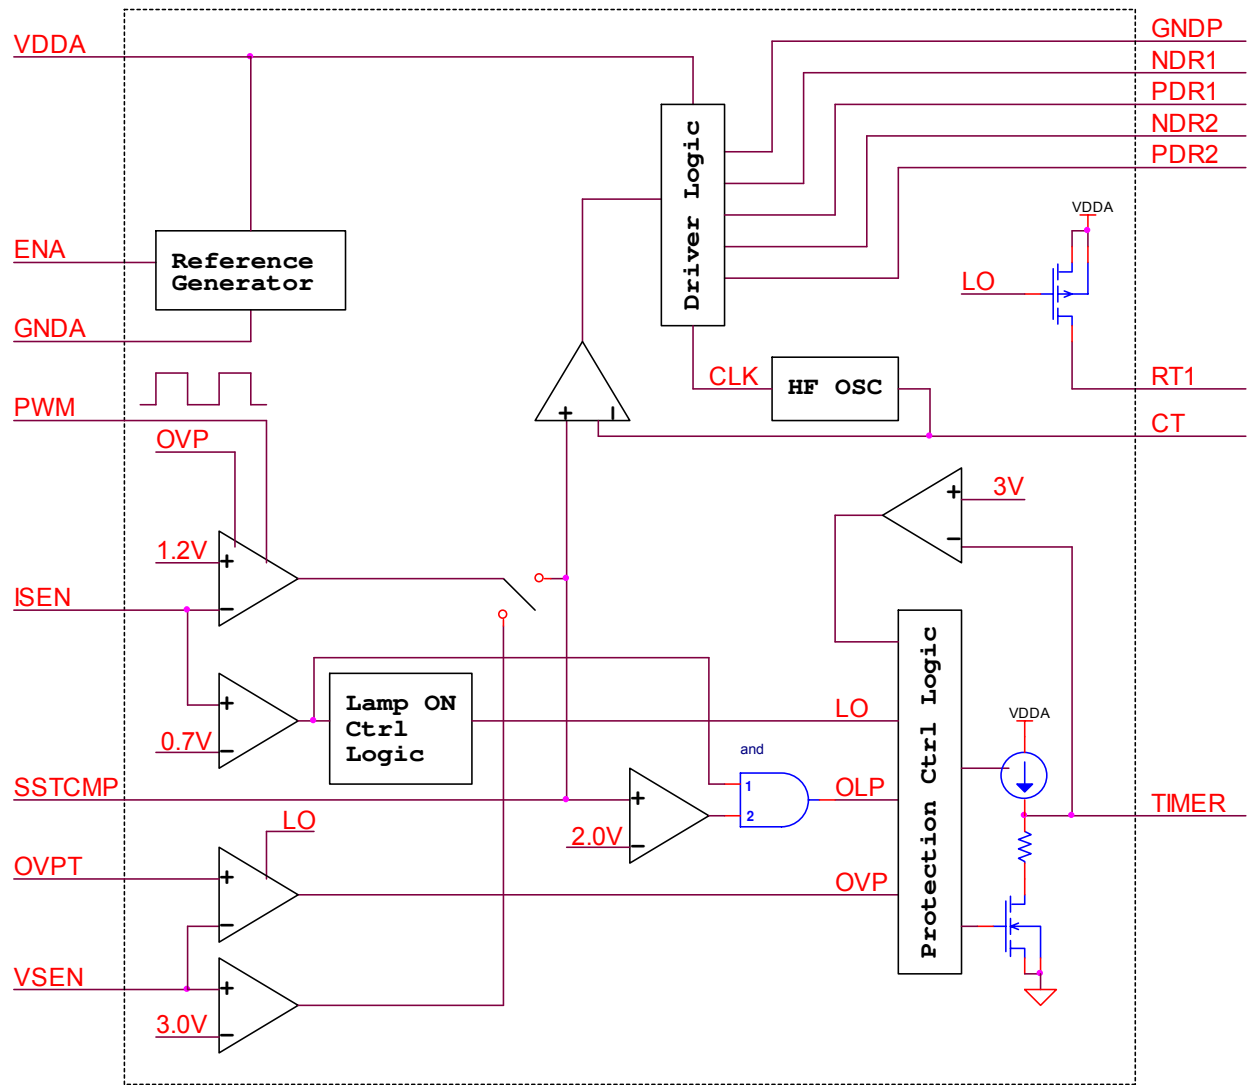 VDDA
GNDP
NDR1
PDR1
NDR2
PDR2
Driver Logic
VDDA
ENA
Reference
Generator
LO
GNDA
CLK
HF OSC
RT1
PWM
+
−
CT
OVP
+
3V
−
1.2V
+
ISEN
−
Protection Ctrl Logic
+
Lamp ON
Ctrl
Logic
LO
VDDA
0.7V
−
and
SSTCMP
+
1
2
OLP
TIMER
2.0V
−
LO
OVPT
+
OVP
−
VSEN
+
3.0V
−